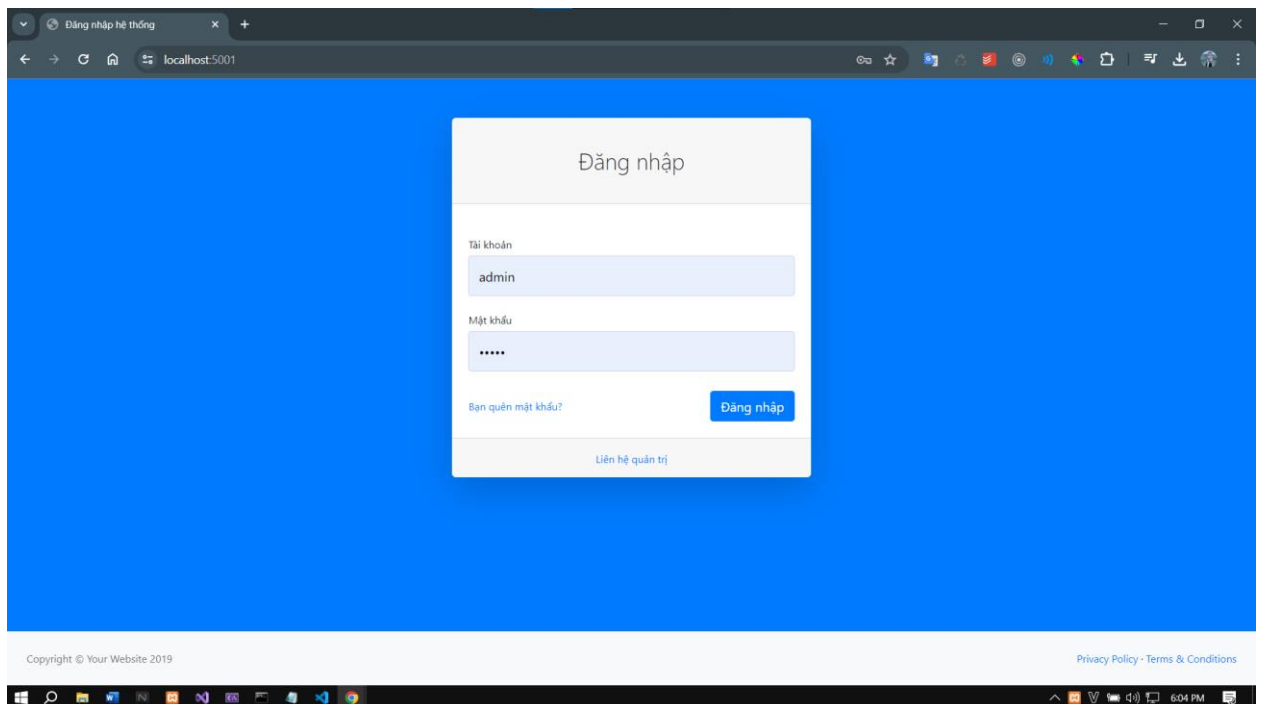 Đăng nhập hệ thống
localhost:5001
Đăng nhập
Tài khoản
admin
Mật khẩu
•••••
Bạn quên mật khẩu?
Đăng nhập
Liên hệ quản trị
Copyright © Your Website 2019
Privacy Policy · Terms & Conditions
6:04 PM